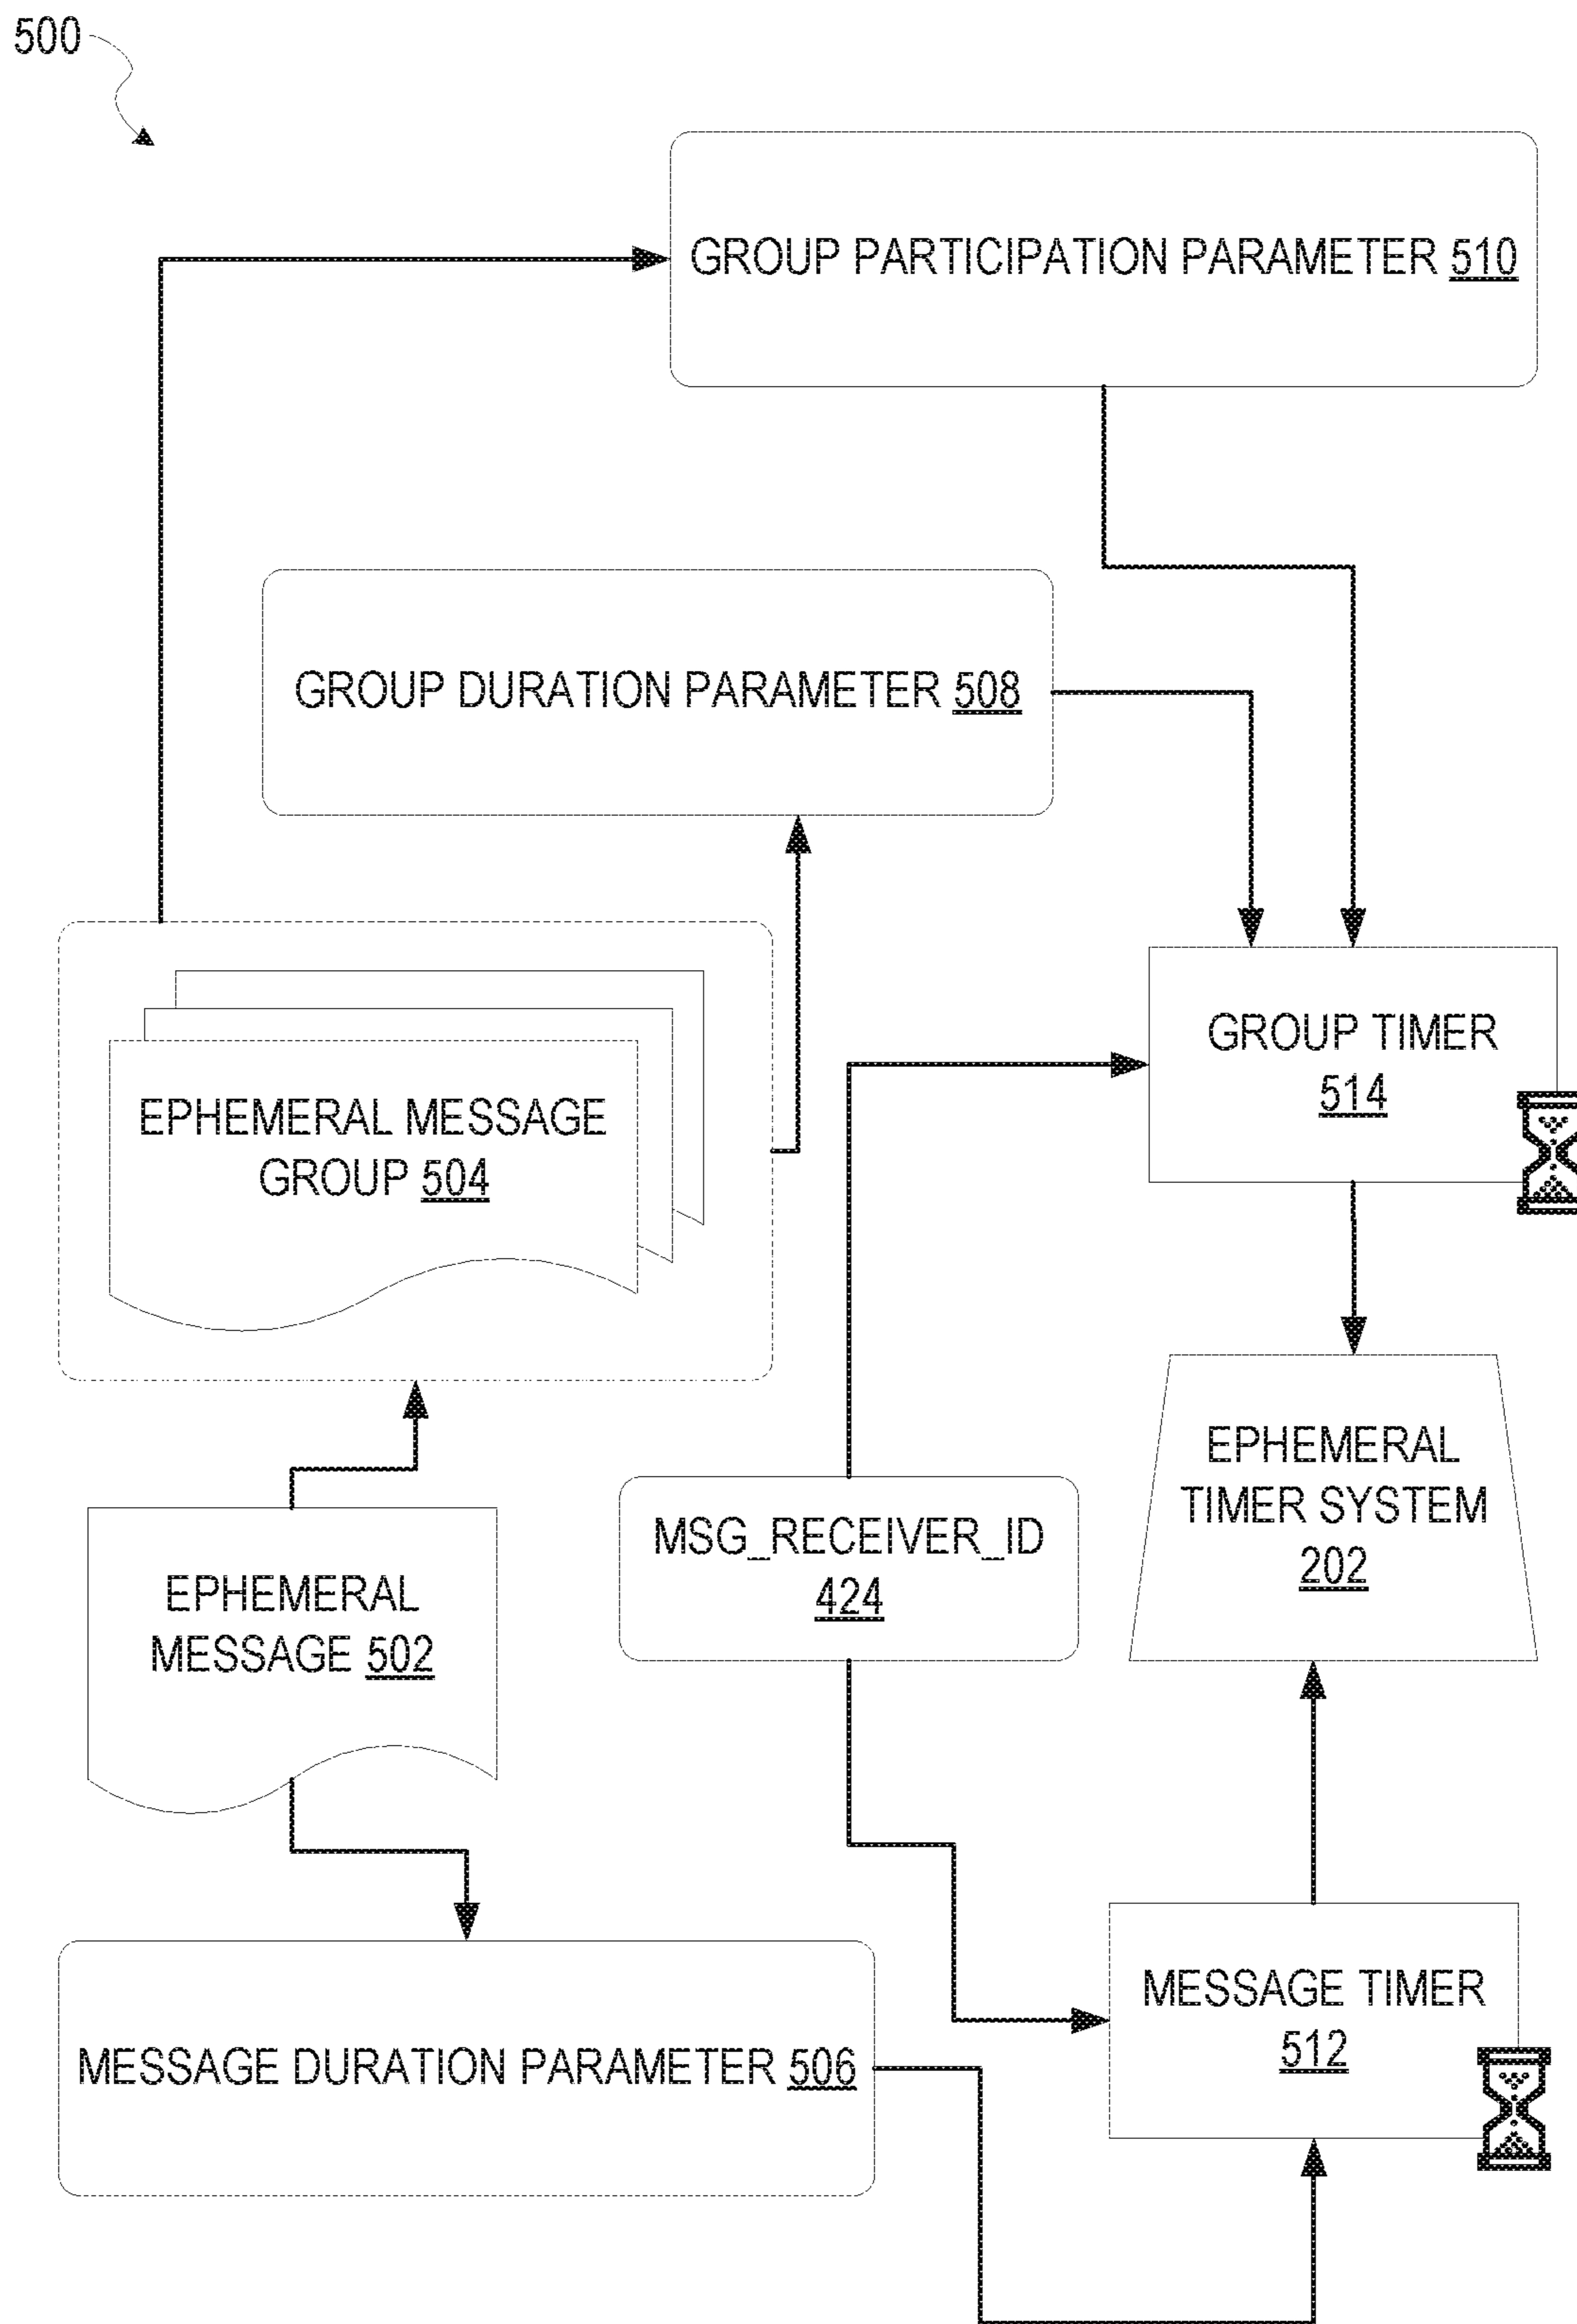 500
GROUP PARTICIPATION PARAMETER 510
GROUP DURATION PARAMETER 508
GROUP TIMER
514
EPHEMERAL MESSAGE
GROUP 504
EPHEMERAL
TIMER SYSTEM
202
MSG_RECEIVER_ID
424
EPHEMERAL
MESSAGE 502
MESSAGE TIMER
512
MESSAGE DURATION PARAMETER 506